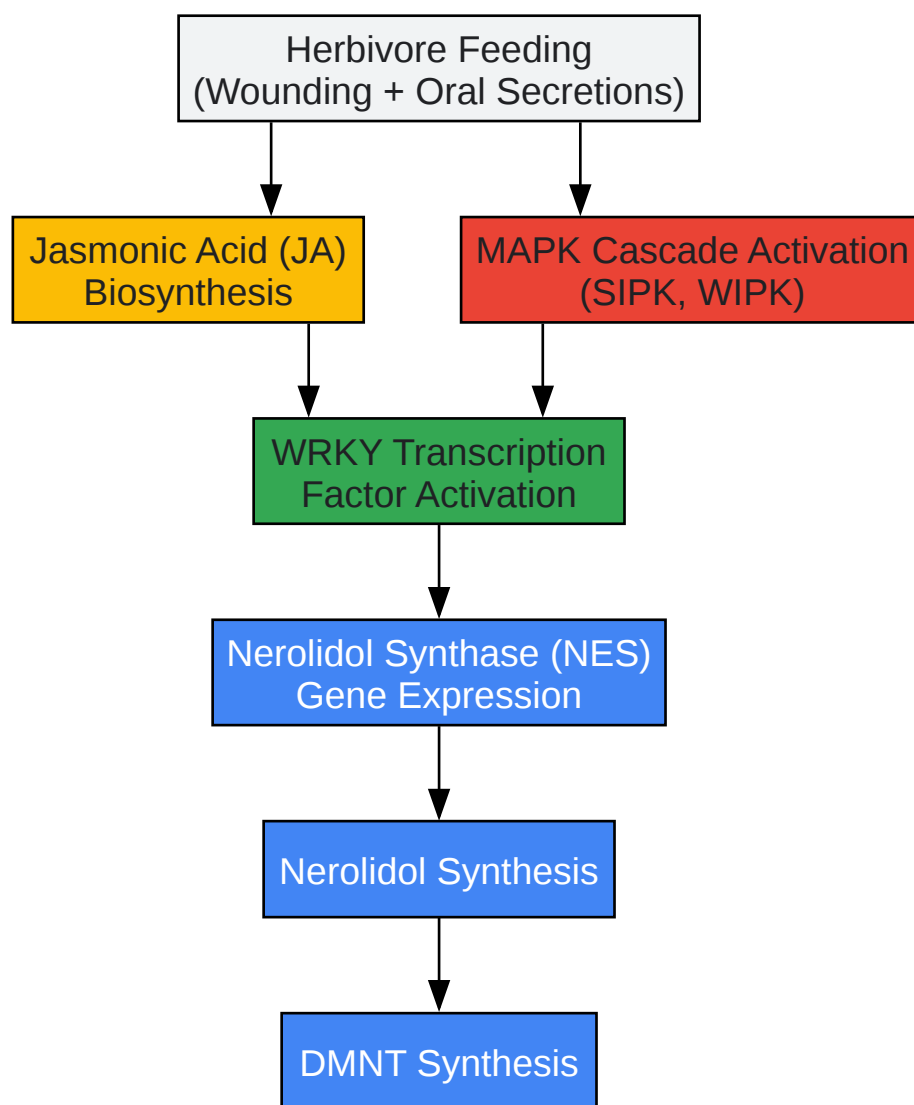 Herbivore Feeding
(Wounding + Oral Secretions)
Jasmonic Acid (JA)
Biosynthesis
MAPK Cascade Activation
(SIPK, WIPK)
WRKY Transcription
Factor Activation
Nerolidol Synthase (NES)
Gene Expression
Nerolidol Synthesis
DMNT Synthesis